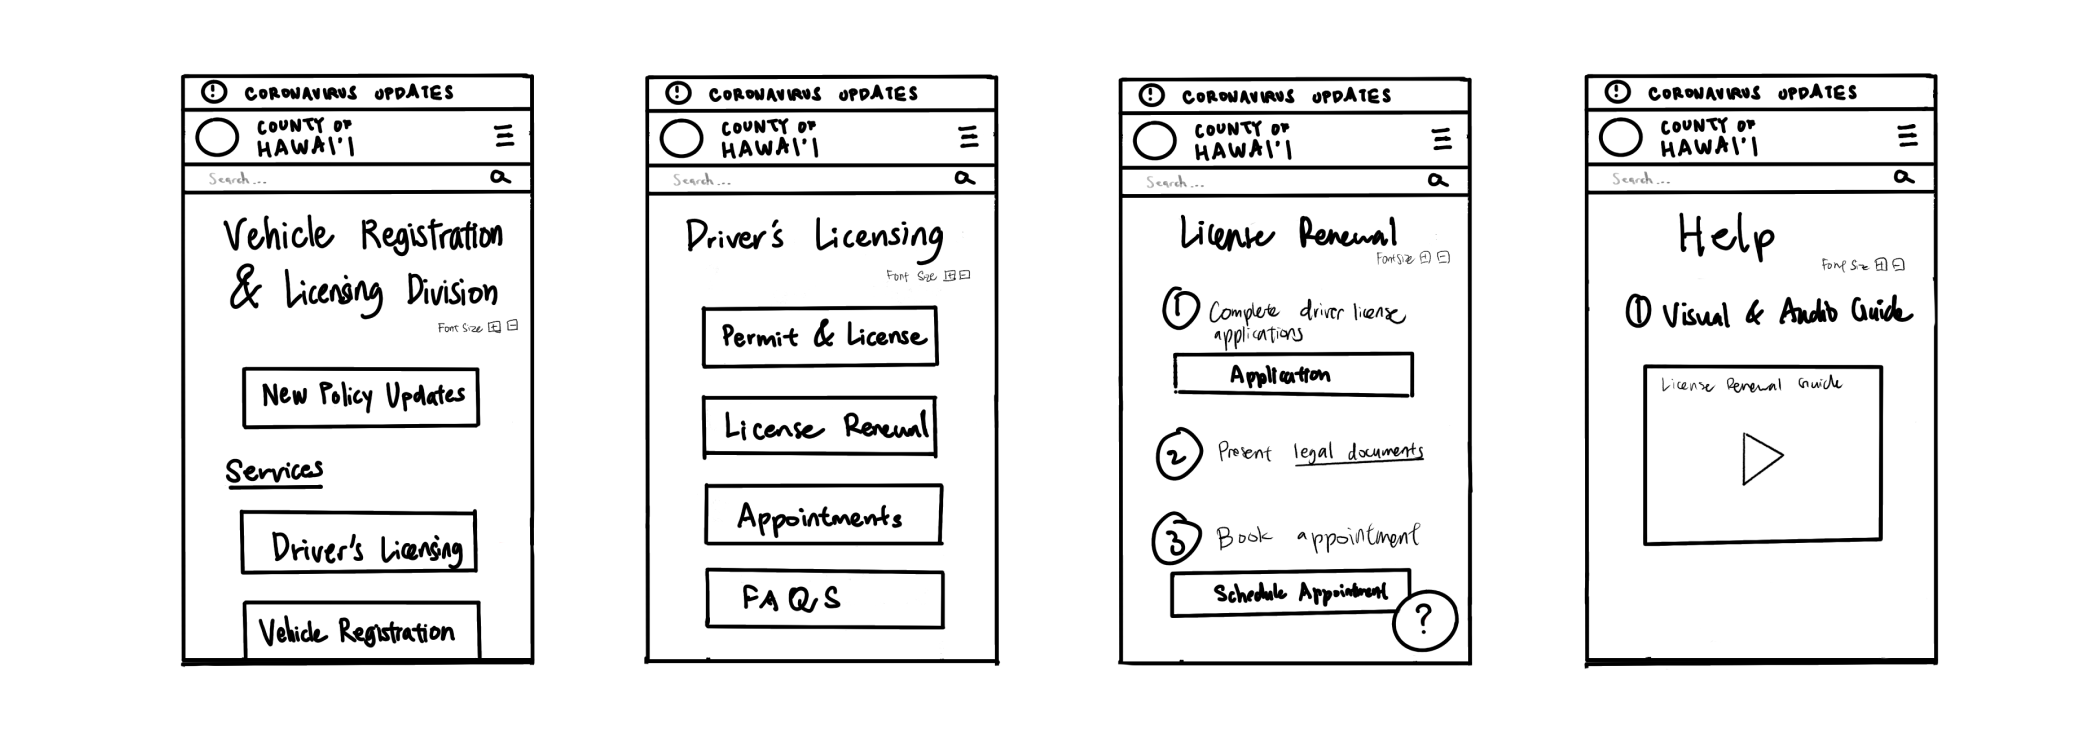 CORONAVIRUS UPDATES
COUNTY OF
HAWAI'I
Search...
Vehicle Registration
& Licensing Division
Font Size + -
New Policy Updates
Services
Driver's Licensing
Vehicle Registration
CORONAVIRUS UPDATES
COUNTY OF
HAWAI'I
Search...
Driver's Licensing
Font Size + -
Permit & License
License Renewal
Appointments
FAQS
CORONAVIRUS UPDATES
COUNTY OF
HAWAI'I
Search...
License Renewal
Font Size + -
1 Complete driver license
applications
Application
2 Present legal documents
3 Book appointment
Schedule Appointment
?
CORONAVIRUS UPDATES
COUNTY OF
HAWAI'I
Search...
Help
Font Size + -
1 Visual & Audio Guide
License Renewal Guide